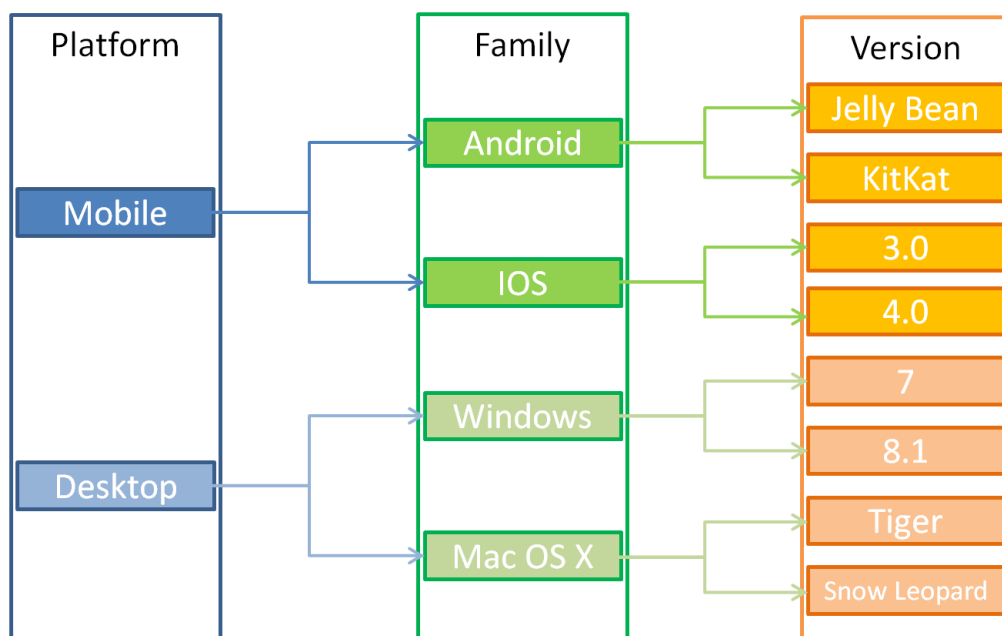 Platform
Family
Version
Mobile
Desktop
Android
IOS
Windows
Mac OS X
Jelly Bean
KitKat
3.0
4.0
7
8.1
Tiger
Snow Leopard